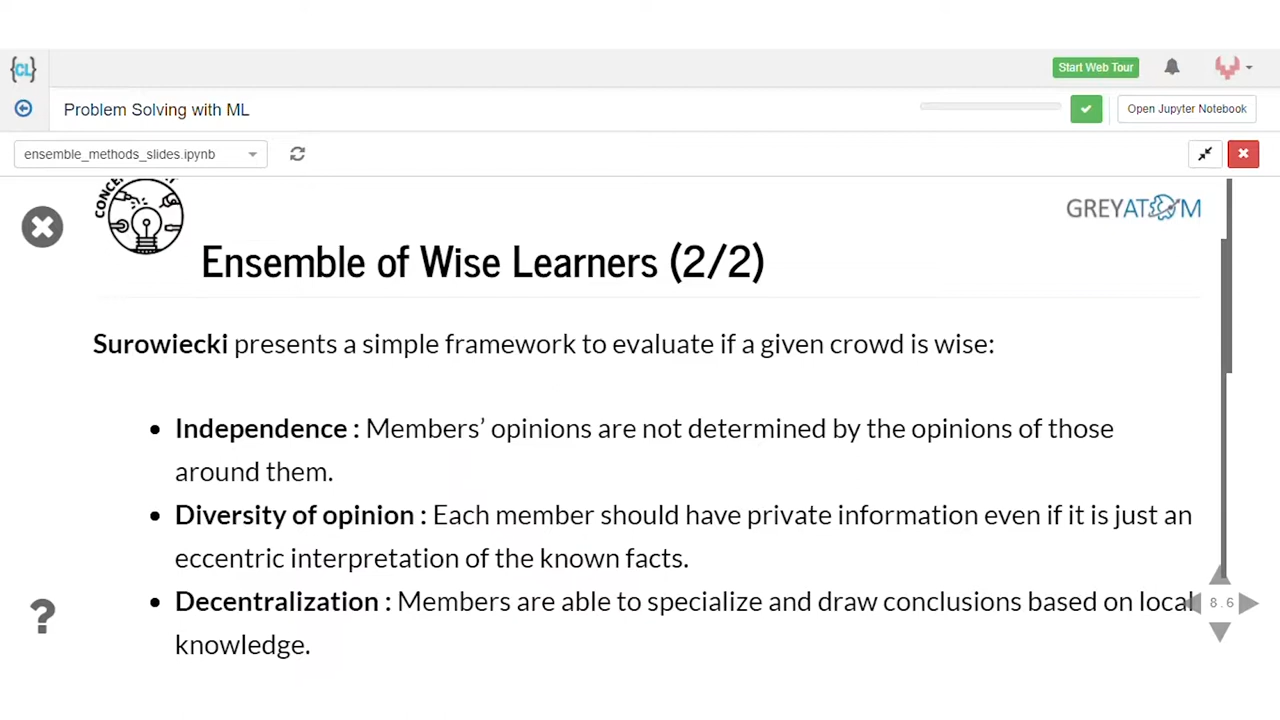 {CL}
Start Web Tour
Problem Solving with ML
Open Jupyter Notebook
ensemble_methods_slides.ipynb
GREYATOM
Ensemble of Wise Learners (2/2)
Surowiecki presents a simple framework to evaluate if a given crowd is wise:
• Independence : Members’ opinions are not determined by the opinions of those
around them.
• Diversity of opinion : Each member should have private information even if it is just an
eccentric interpretation of the known facts.
• Decentralization : Members are able to specialize and draw conclusions based on local
knowledge.
?
8.6